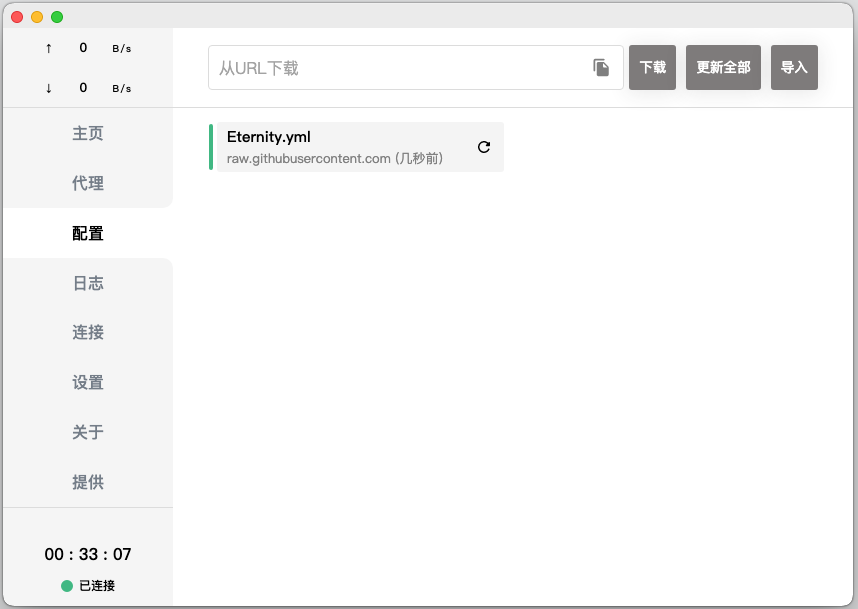 ↑ 0 B/s
↓ 0 B/s
主页
代理
配置
日志
连接
设置
关于
提供
00 : 33 : 07
已连接
从URL下载
下载
更新全部
导入
Eternity.yml
raw.githubusercontent.com (几秒前)